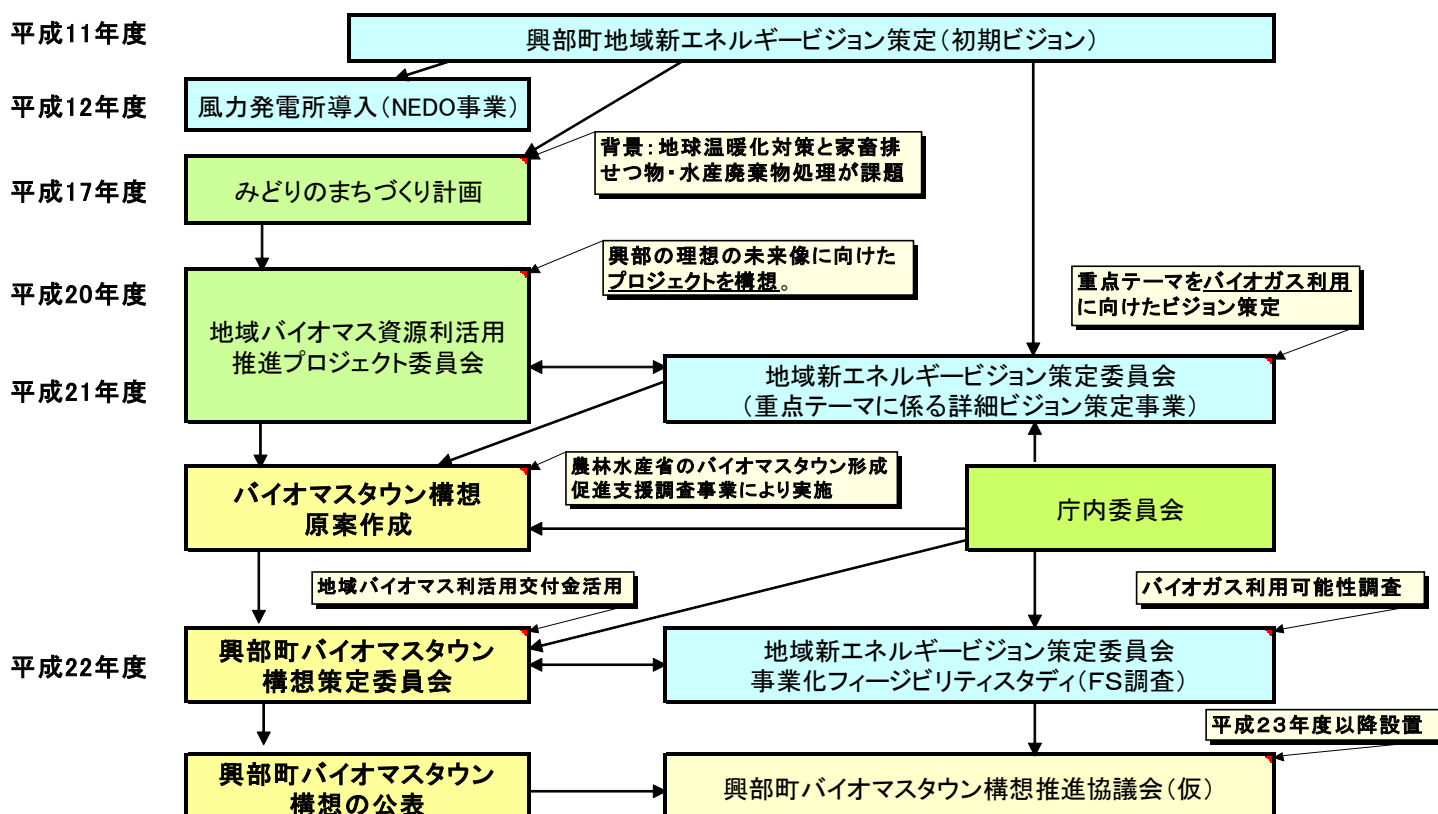 平成11年度
興部町地域新エネルギービジョン策定（初期ビジョン）
平成12年度
風力発電所導入（NEDO事業）
背景：地球温暖化対策と家畜排
せつ物・水産廃棄物処理が課題
平成17年度
みどりのまちづくり計画
興部の理想の未来像に向けた
プロジェクトを構想。
平成20年度
重点テーマをバイオガス利用
に向けたビジョン策定
地域バイオマス資源利活用
推進プロジェクト委員会
平成21年度
地域新エネルギービジョン策定委員会
（重点テーマに係る詳細ビジョン策定事業）
農林水産省のバイオマスタウン形成
促進支援調査事業により実施
バイオマスタウン構想
原案作成
庁内委員会
地域バイオマス利活用交付金活用
バイオガス利用可能性調査
平成22年度
興部町バイオマスタウン
構想策定委員会
地域新エネルギービジョン策定委員会
事業化フィージビリティスタディ（FS調査）
平成２３年度以降設置
興部町バイオマスタウン
構想の公表
興部町バイオマスタウン構想推進協議会（仮）